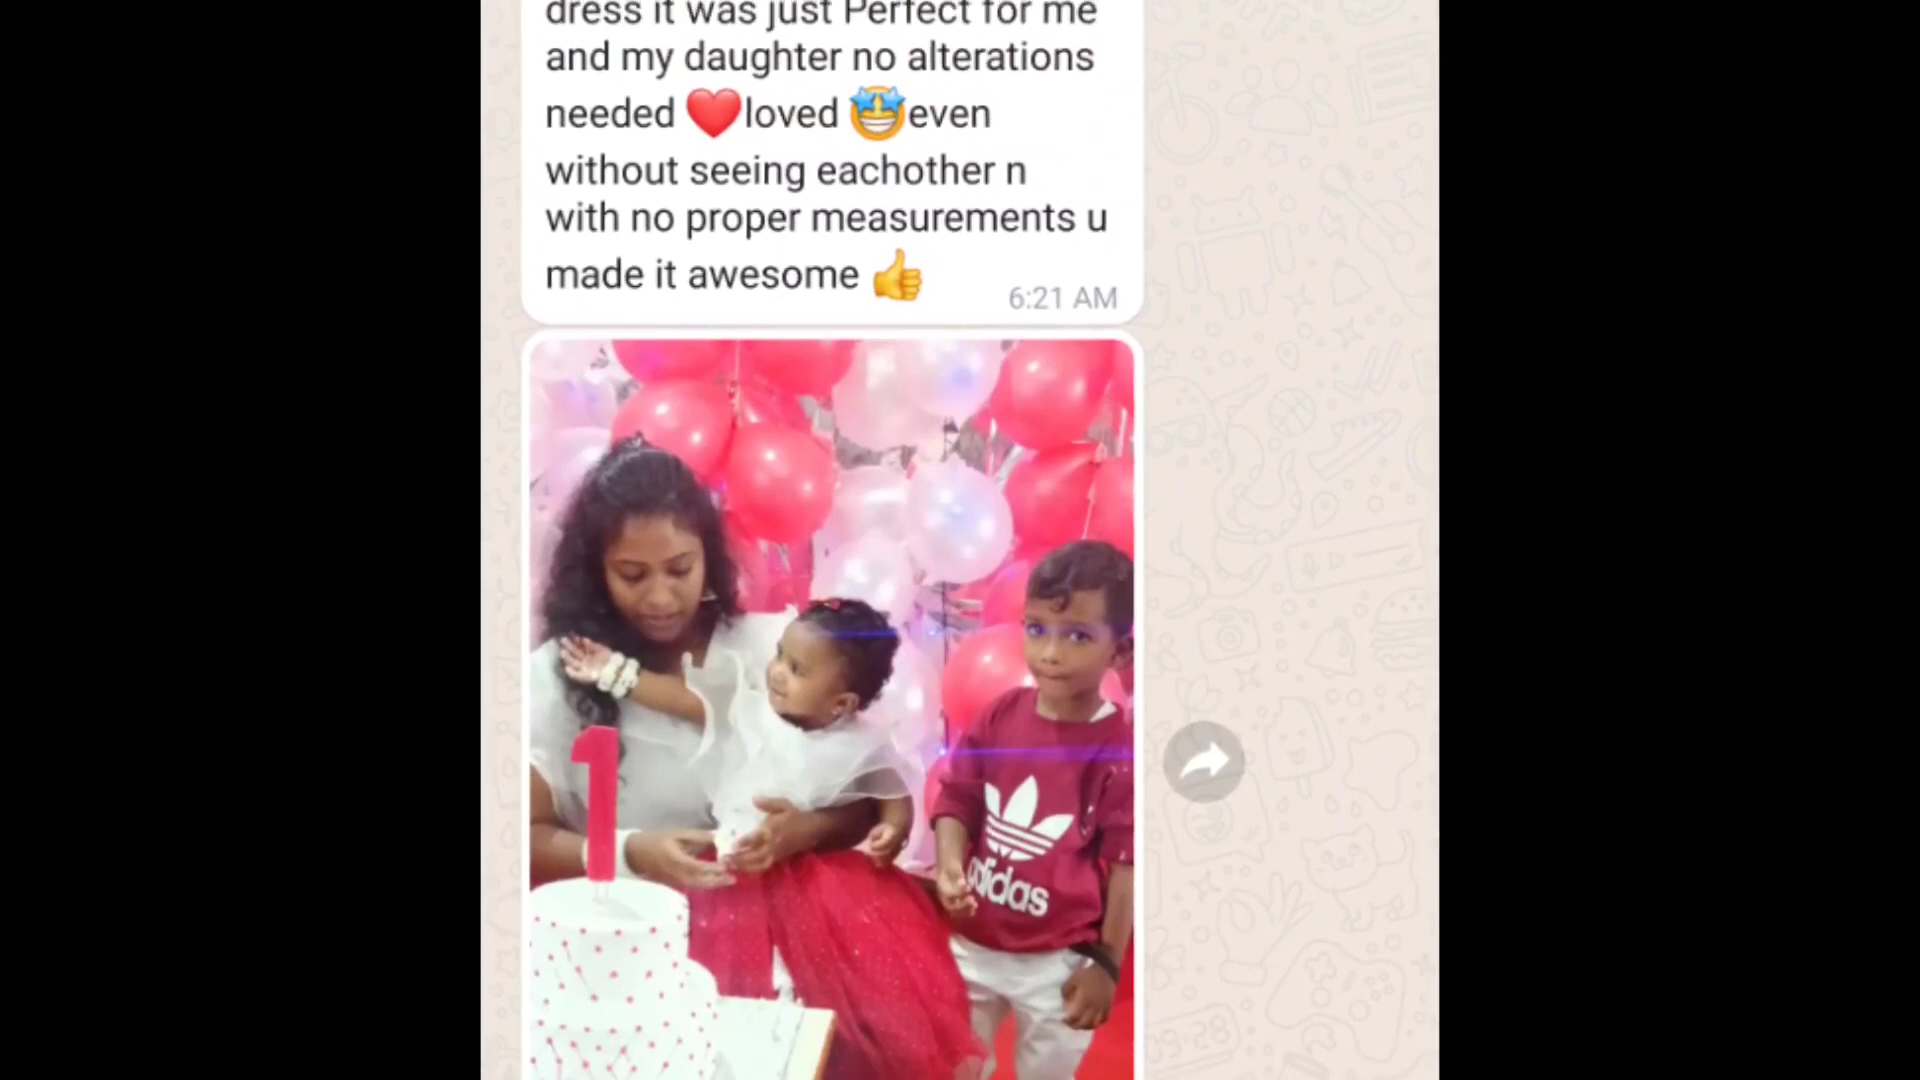 dress it was just Perfect for me
and my daughter no alterations
needed ❤️loved 🤩even
without seeing eachother n
with no proper measurements u
made it awesome 👍
6:21 AM
1
adidas